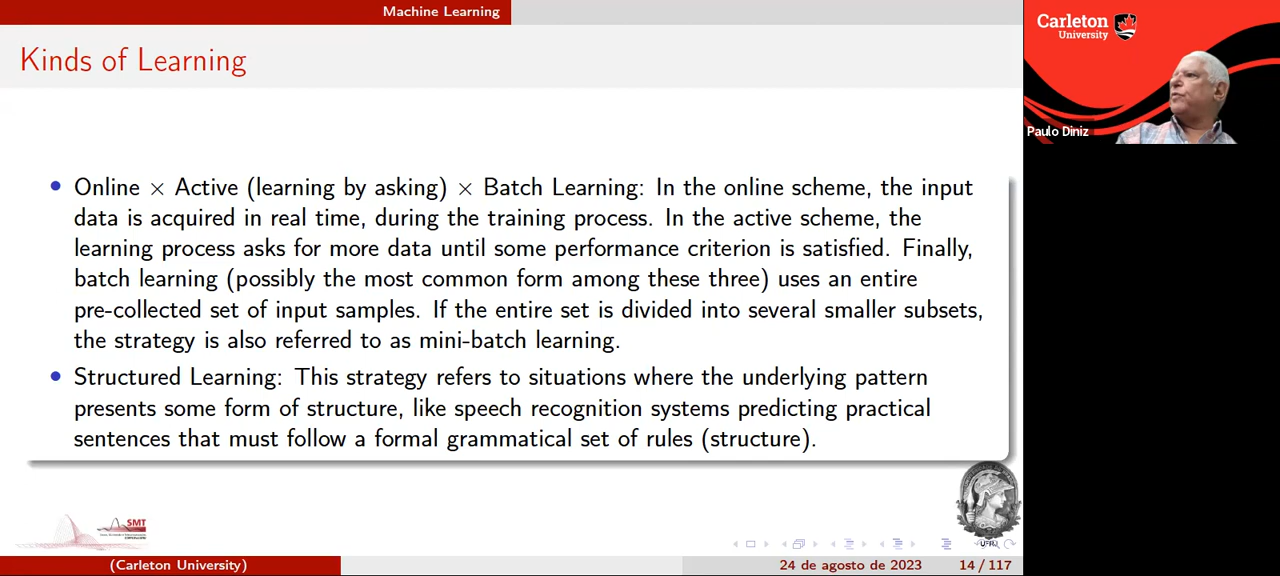 Machine Learning
Kinds of Learning
Online × Active (learning by asking) × Batch Learning: In the online scheme, the input
data is acquired in real time, during the training process. In the active scheme, the
learning process asks for more data until some performance criterion is satisfied. Finally,
batch learning (possibly the most common form among these three) uses an entire
pre-collected set of input samples. If the entire set is divided into several smaller subsets,
the strategy is also referred to as mini-batch learning.
Structured Learning: This strategy refers to situations where the underlying pattern
presents some form of structure, like speech recognition systems predicting practical
sentences that must follow a formal grammatical set of rules (structure).
SMT
UFRJ
(Carleton University)
24 de agosto de 2023
14 / 117
Carleton
University
Paulo Diniz